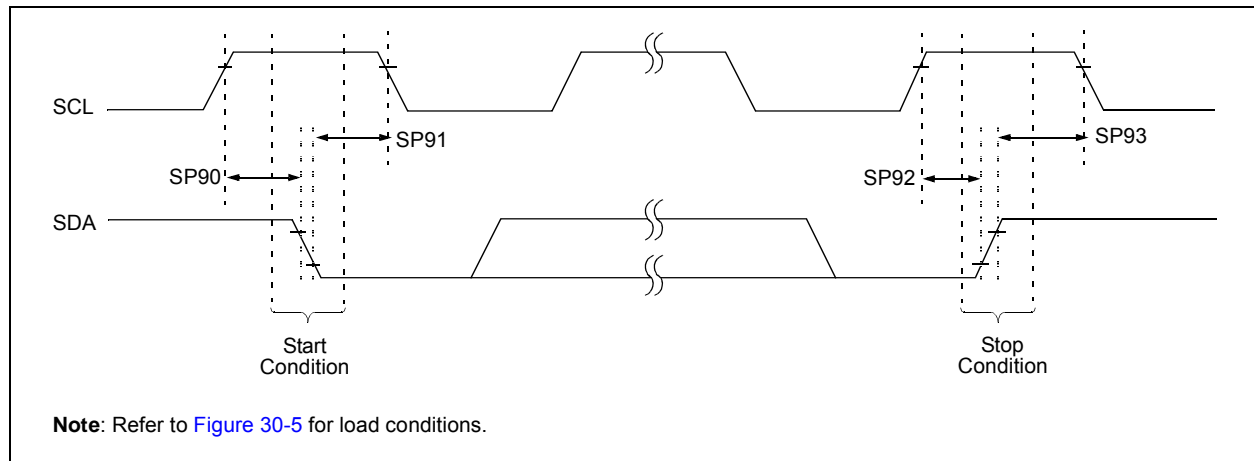 SCL
SP91
SP93
SP90
SP92
SDA
Start
Condition
Stop
Condition
Note: Refer to Figure 30-5 for load conditions.